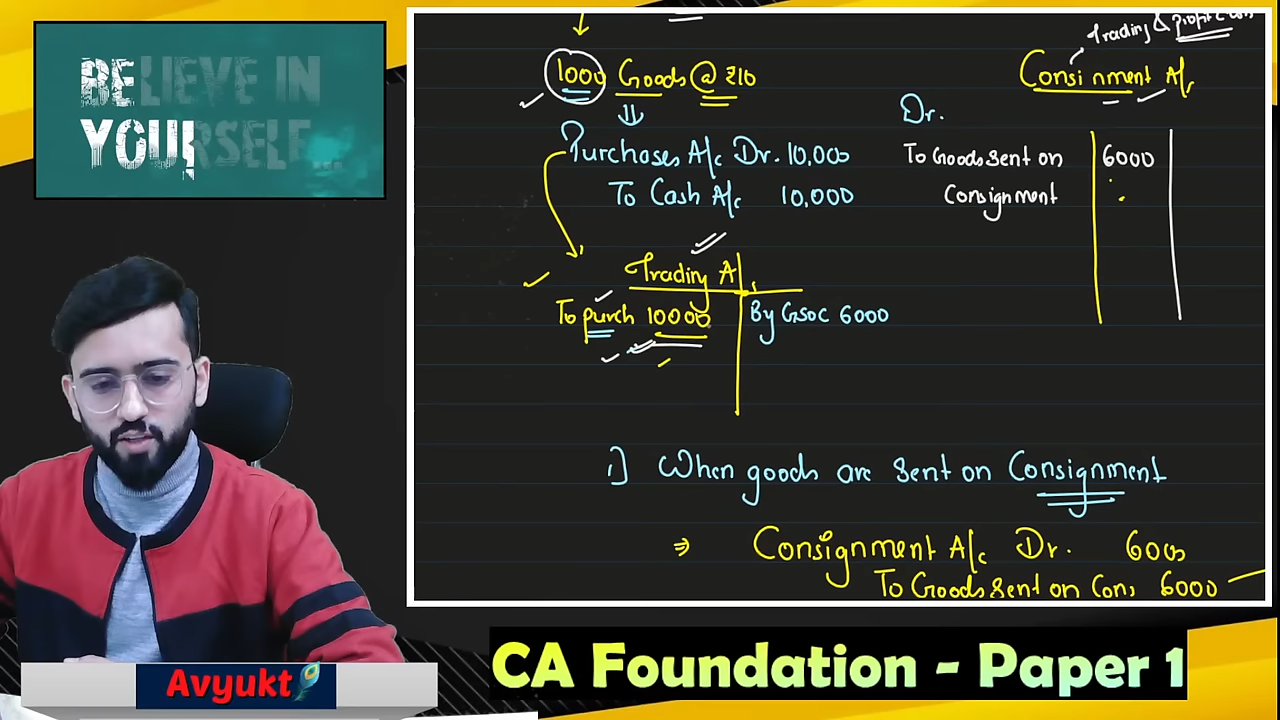 BELIEVE IN
YOURSELF...
Trading & profit & loss
1000 Goods @ ₹10
Consignment A/c
Dr.
Purchases A/c Dr. 10,000
To Cash A/c 10,000
To Goods sent on 6000
Consignment
Trading A/c
To purch 10000 By GSOC 6000
1) When goods are sent on Consignment
⇒ Consignment A/c Dr. 6000
To Goods sent on Cons 6000
Avyukt
CA Foundation - Paper 1